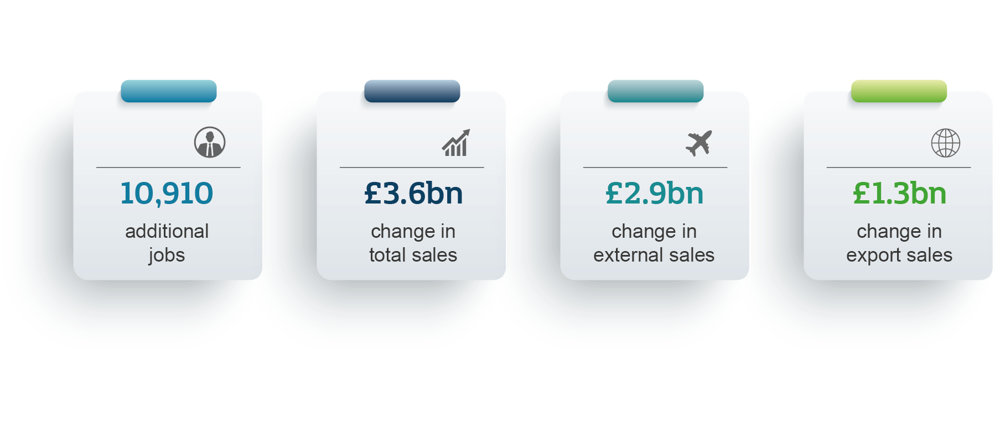 10,910
additional
jobs
£3.6bn
change in
total sales
£2.9bn
change in
external sales
£1.3bn
change in
export sales